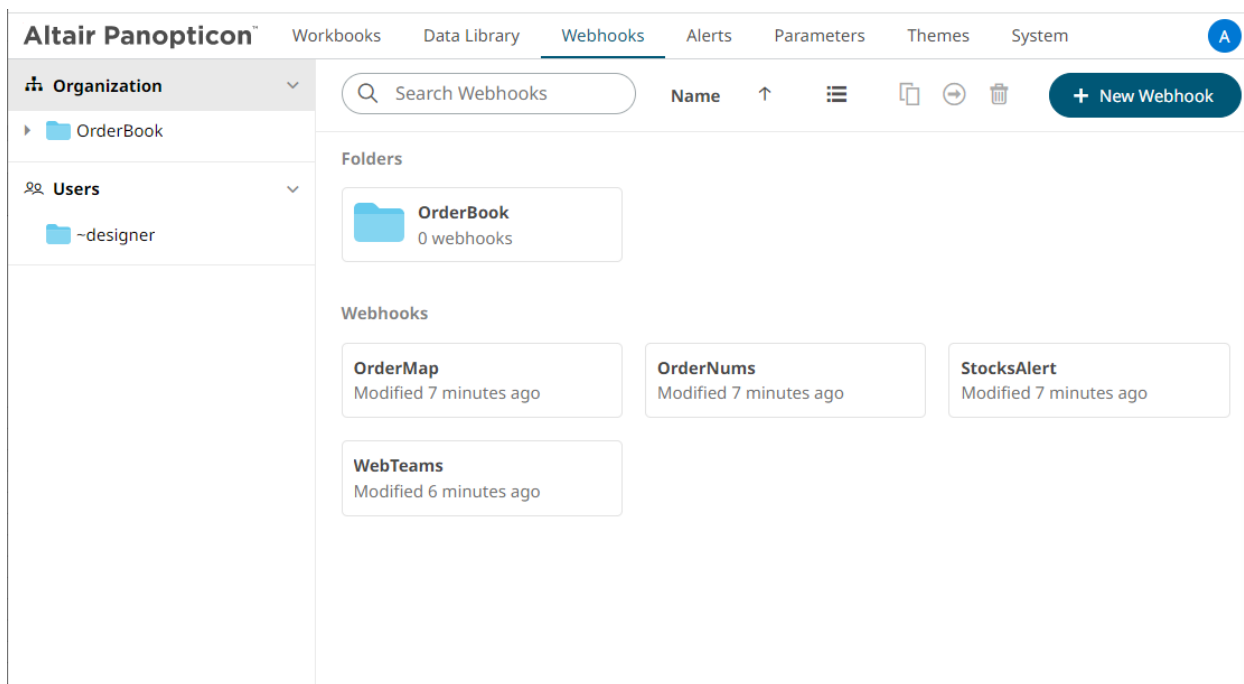 Altair Panopticon™ Workbooks Data Library Webhooks Alerts Parameters Themes System A
Organization
OrderBook
Users
~designer
Search Webhooks Name ↑ + New Webhook
Folders
OrderBook
0 webhooks
Webhooks
OrderMap
Modified 7 minutes ago
OrderNums
Modified 7 minutes ago
StocksAlert
Modified 7 minutes ago
WebTeams
Modified 6 minutes ago